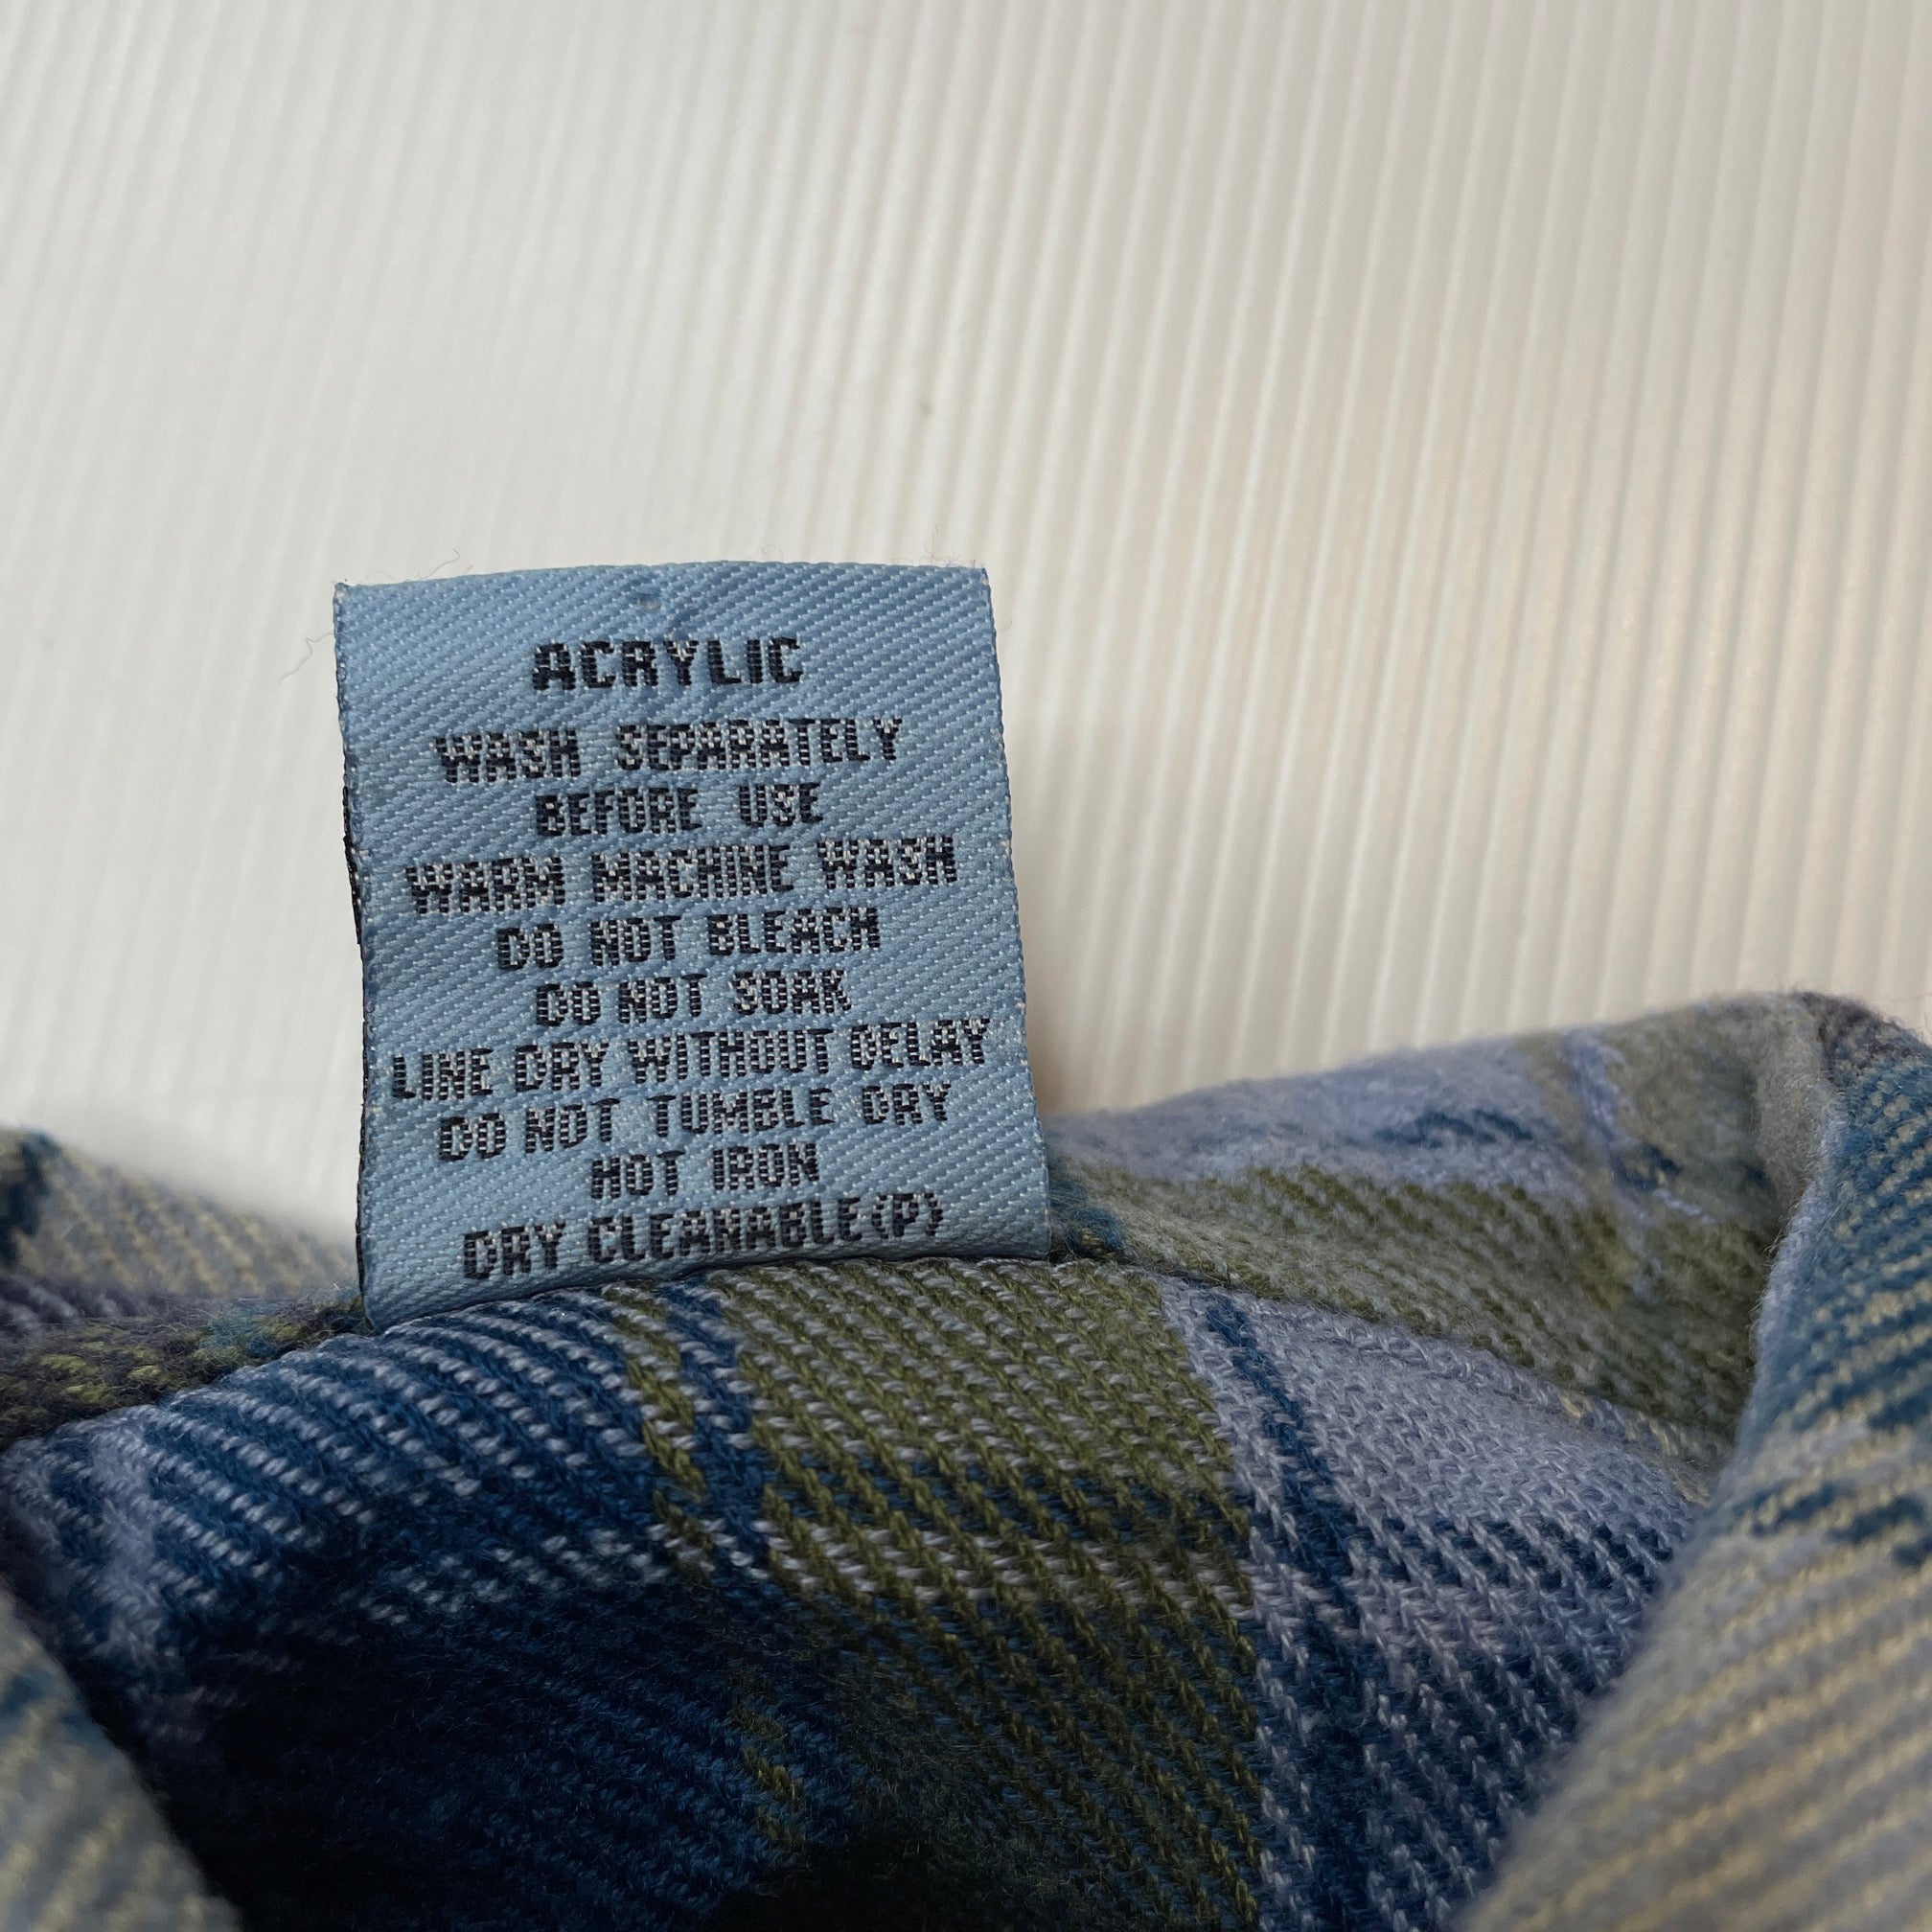 ACRYLIC
WASH SEPARATELY
BEFORE USE
WARM MACHINE WASH
DO NOT BLEACH
DO NOT SOAK
LINE DRY WITHOUT DELAY
DO NOT TUMBLE DRY
HOT IRON
DRY CLEANABLE(P)